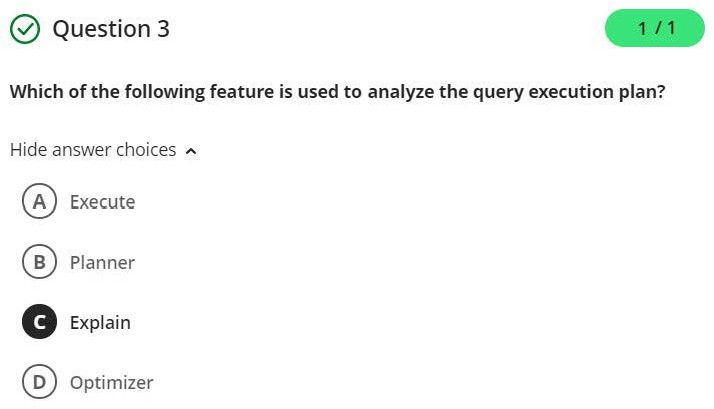 Question 3
1 / 1
Which of the following feature is used to analyze the query execution plan?
Hide answer choices
A Execute
B Planner
C Explain
D Optimizer